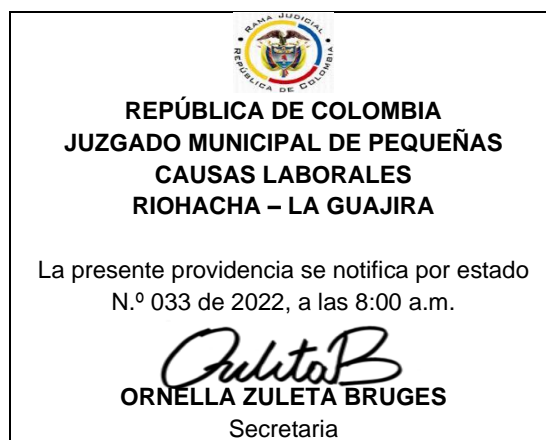 RAMA JUDICIAL
REPÚBLICA DE COLOMBIA
REPÚBLICA DE COLOMBIA
JUZGADO MUNICIPAL DE PEQUEÑAS
CAUSAS LABORALES
RIOHACHA – LA GUAJIRA
La presente providencia se notifica por estado
N.º 033 de 2022, a las 8:00 a.m.
ZuletaB
ORNELLA ZULETA BRUGES
Secretaria